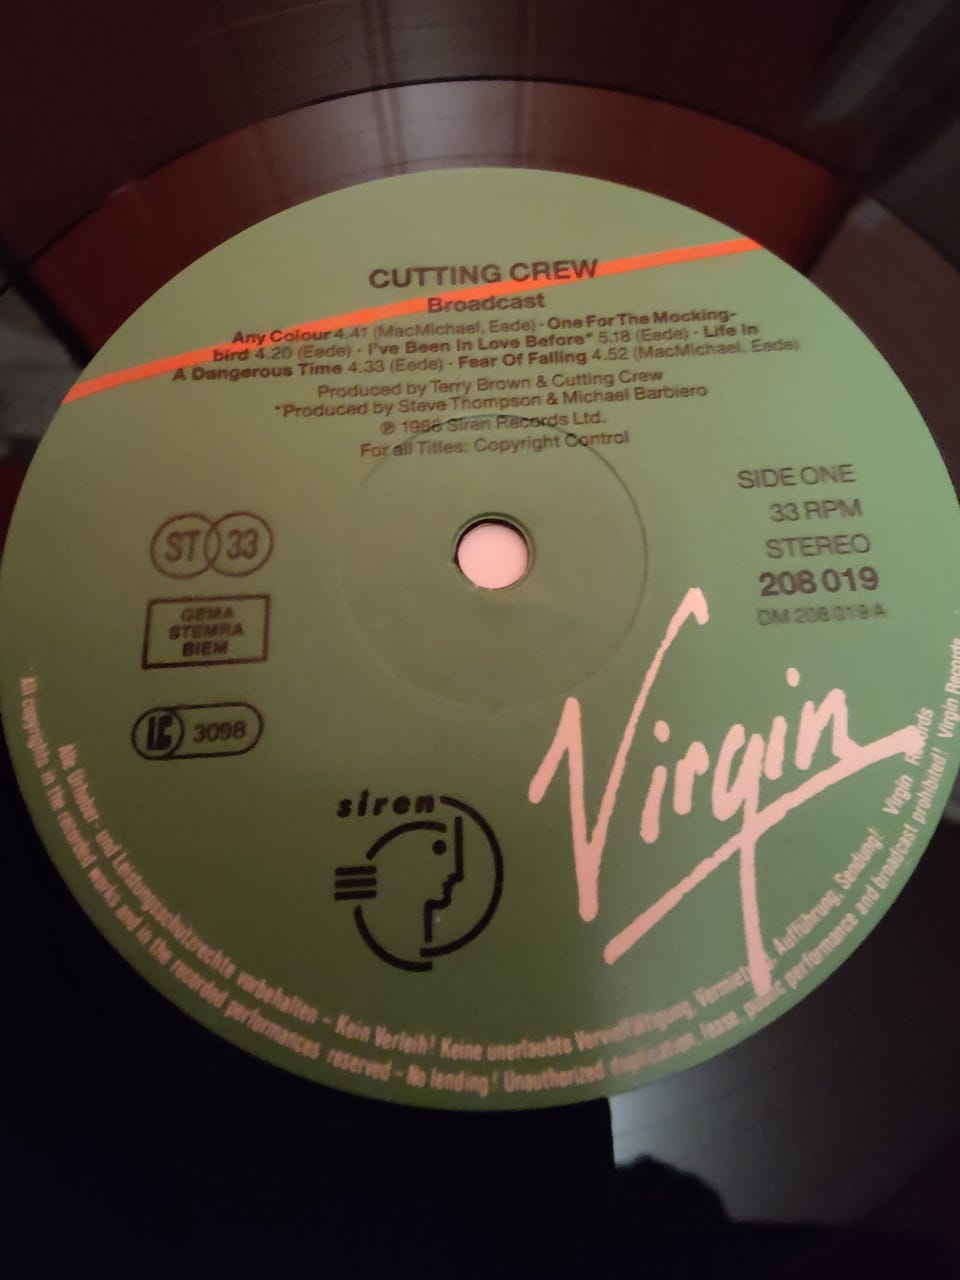 CUTTING CREW
Broadcast
Any Colour 4.41 (MacMichael, Eede) · One For The Mocking-
bird 4.20 (Eede) · I've Been In Love Before* 5.18 (Eede) · Life In
A Dangerous Time 4.33 (Eede) · Fear Of Falling 4.52 (MacMichael, Eede)
Produced by Terry Brown & Cutting Crew
*Produced by Steve Thompson & Michael Barbiero
℗ 1986 Siren Records Ltd.
For all Titles: Copyright Control
SIDE ONE
33 RPM
STEREO
208 019
DM 208 019 A
ST 33
GEMA
STEMRA
BIEM
LC 3098
siren
Virgin
Alle Urheber- und Leistungsschutzrechte vorbehalten - Kein Verleih! Keine unerlaubte Vervielfältigung, Vermietung, Aufführung, Sendung! Virgin Records
All copyrights in the recorded works and in the recorded performances reserved - No lending! Unauthorized duplication, lease, public performance and broadcast prohibited! Virgin Records